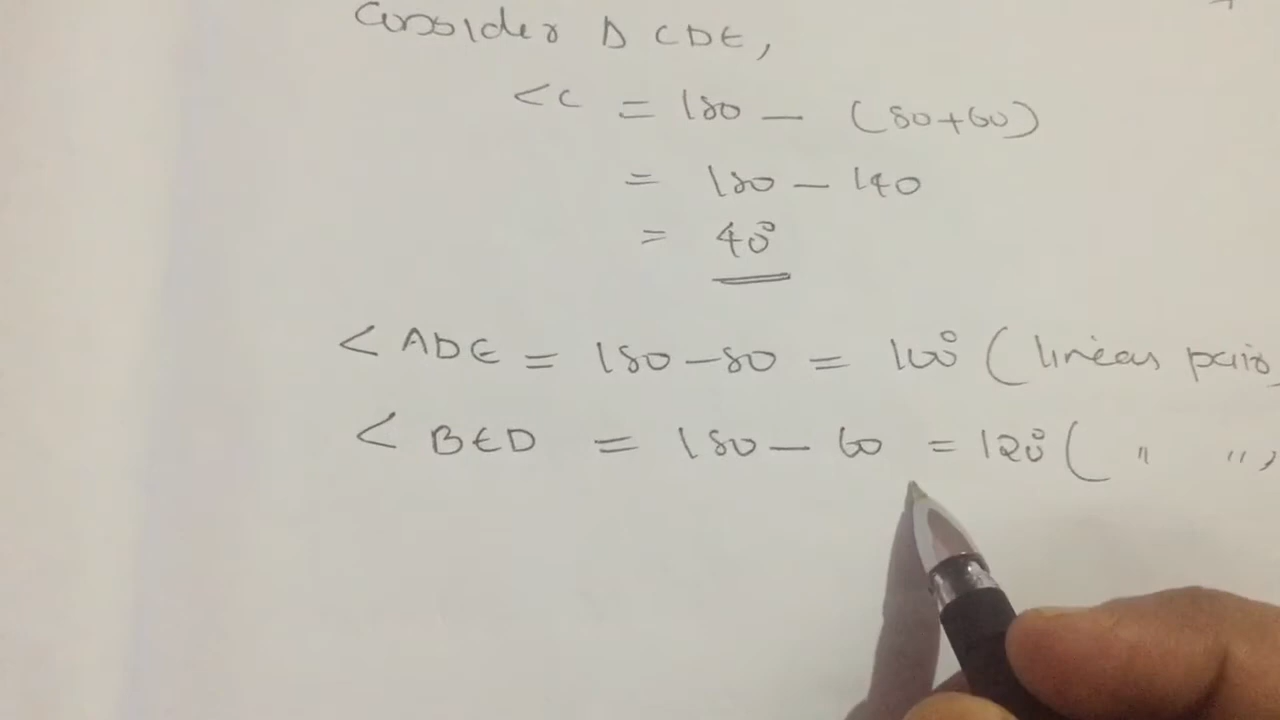 Consider Δ CDE,
<C = 180 - (80+60)
= 180 - 140
= 40°
< ADE = 180-80 = 100° (linear pair)
< BED = 180-60 = 120° ( " ",